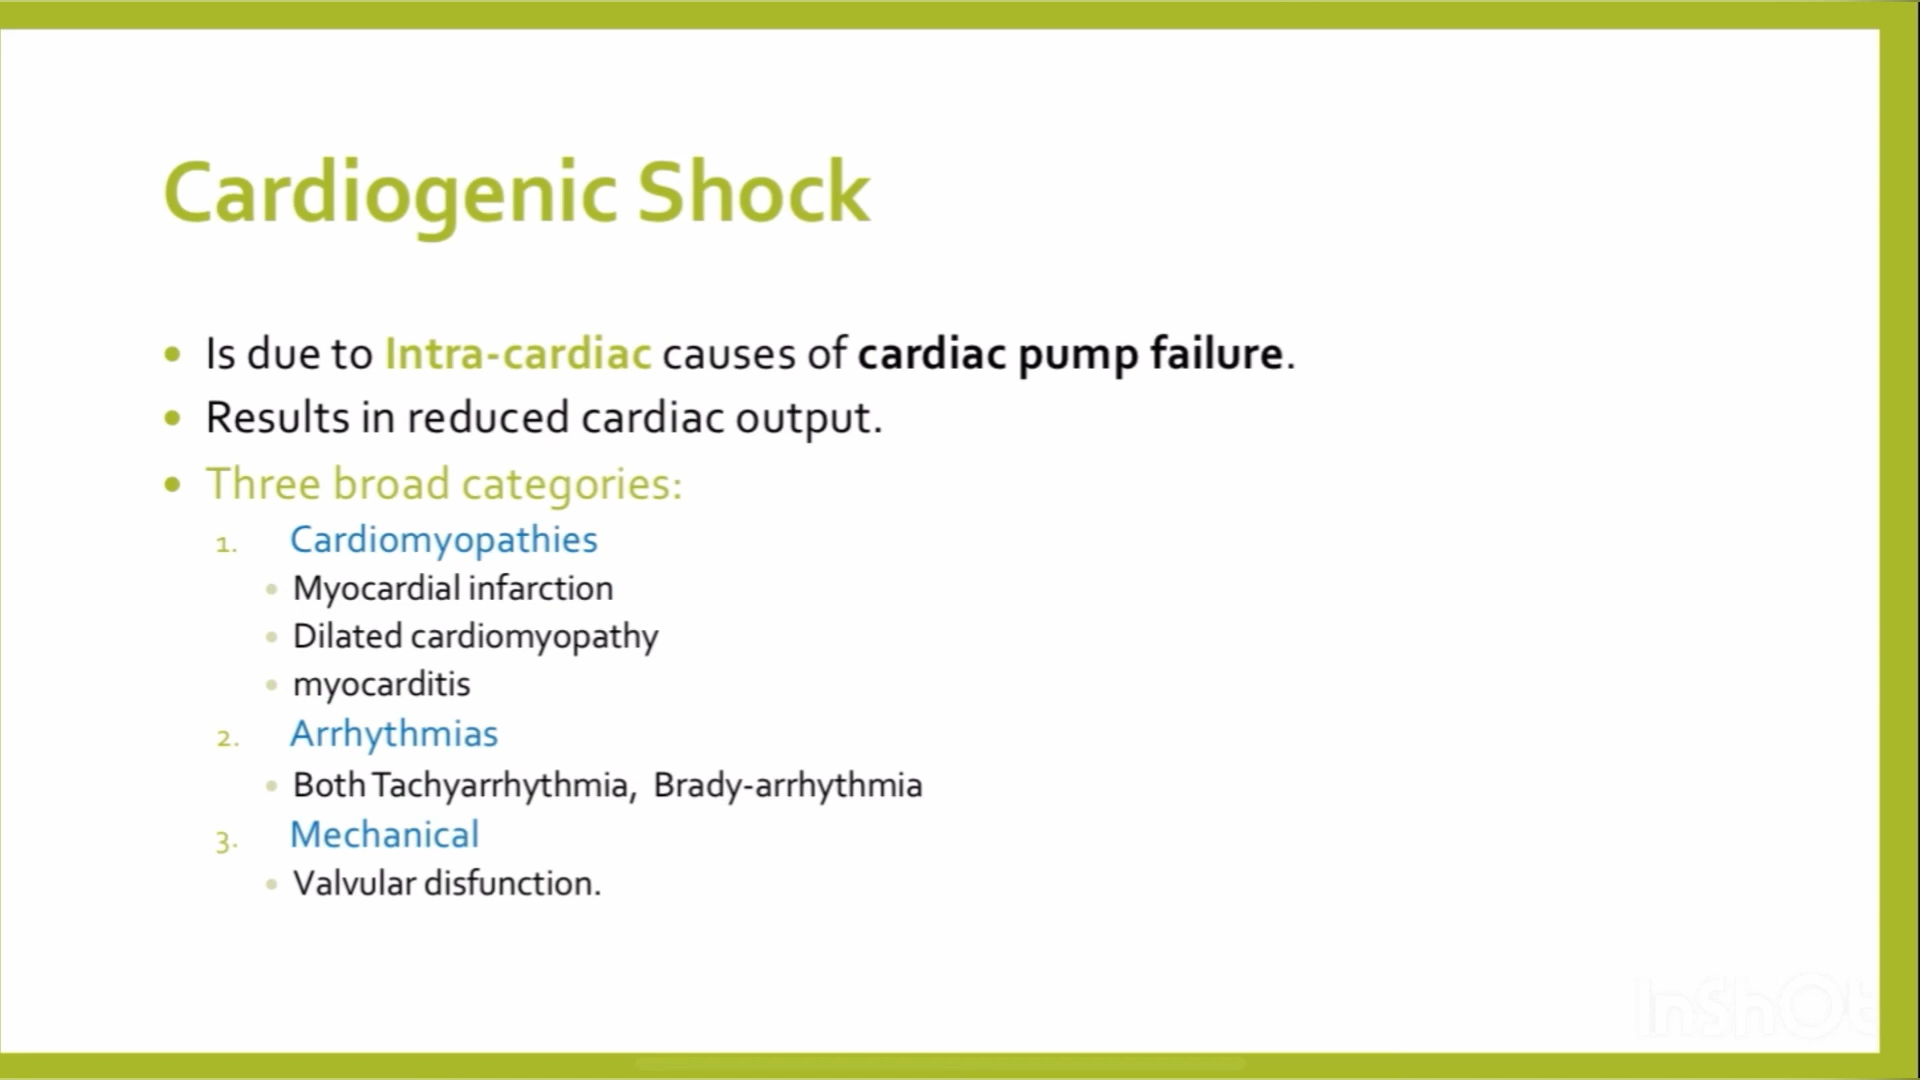 Cardiogenic Shock
• Is due to Intra-cardiac causes of cardiac pump failure.
• Results in reduced cardiac output.
• Three broad categories:
1. Cardiomyopathies
• Myocardial infarction
• Dilated cardiomyopathy
• myocarditis
2. Arrhythmias
• Both Tachyarrhythmia, Brady-arrhythmia
3. Mechanical
• Valvular disfunction.
InShOt